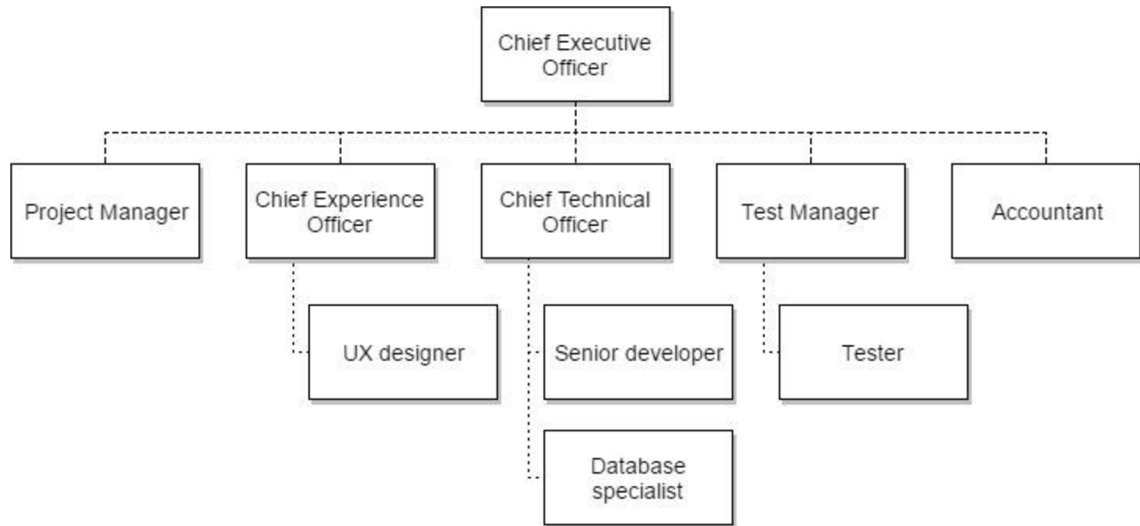 Chief Executive
Officer
Project Manager
Chief Experience
Officer
Chief Technical
Officer
Test Manager
Accountant
UX designer
Senior developer
Tester
Database
specialist